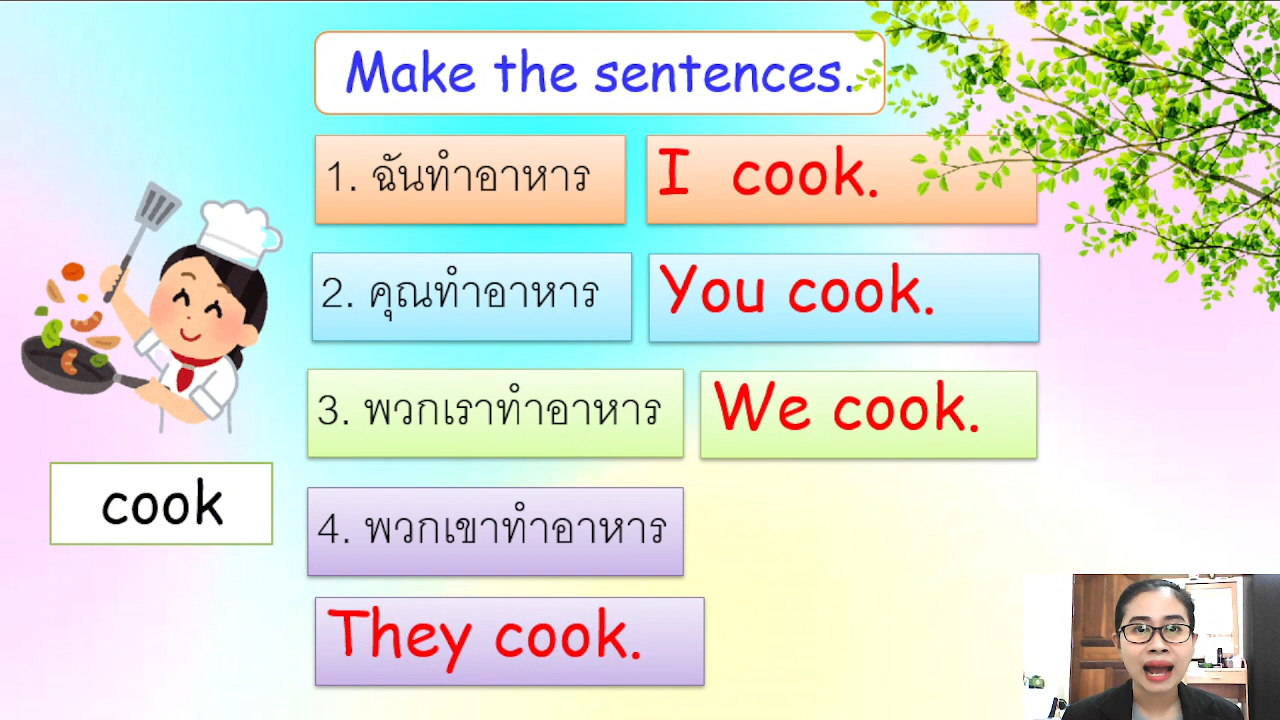 Make the sentences.
1. ฉันทำอาหาร
I cook.
2. คุณทำอาหาร
You cook.
3. พวกเราทำอาหาร
We cook.
cook
4. พวกเขาทำอาหาร
They cook.